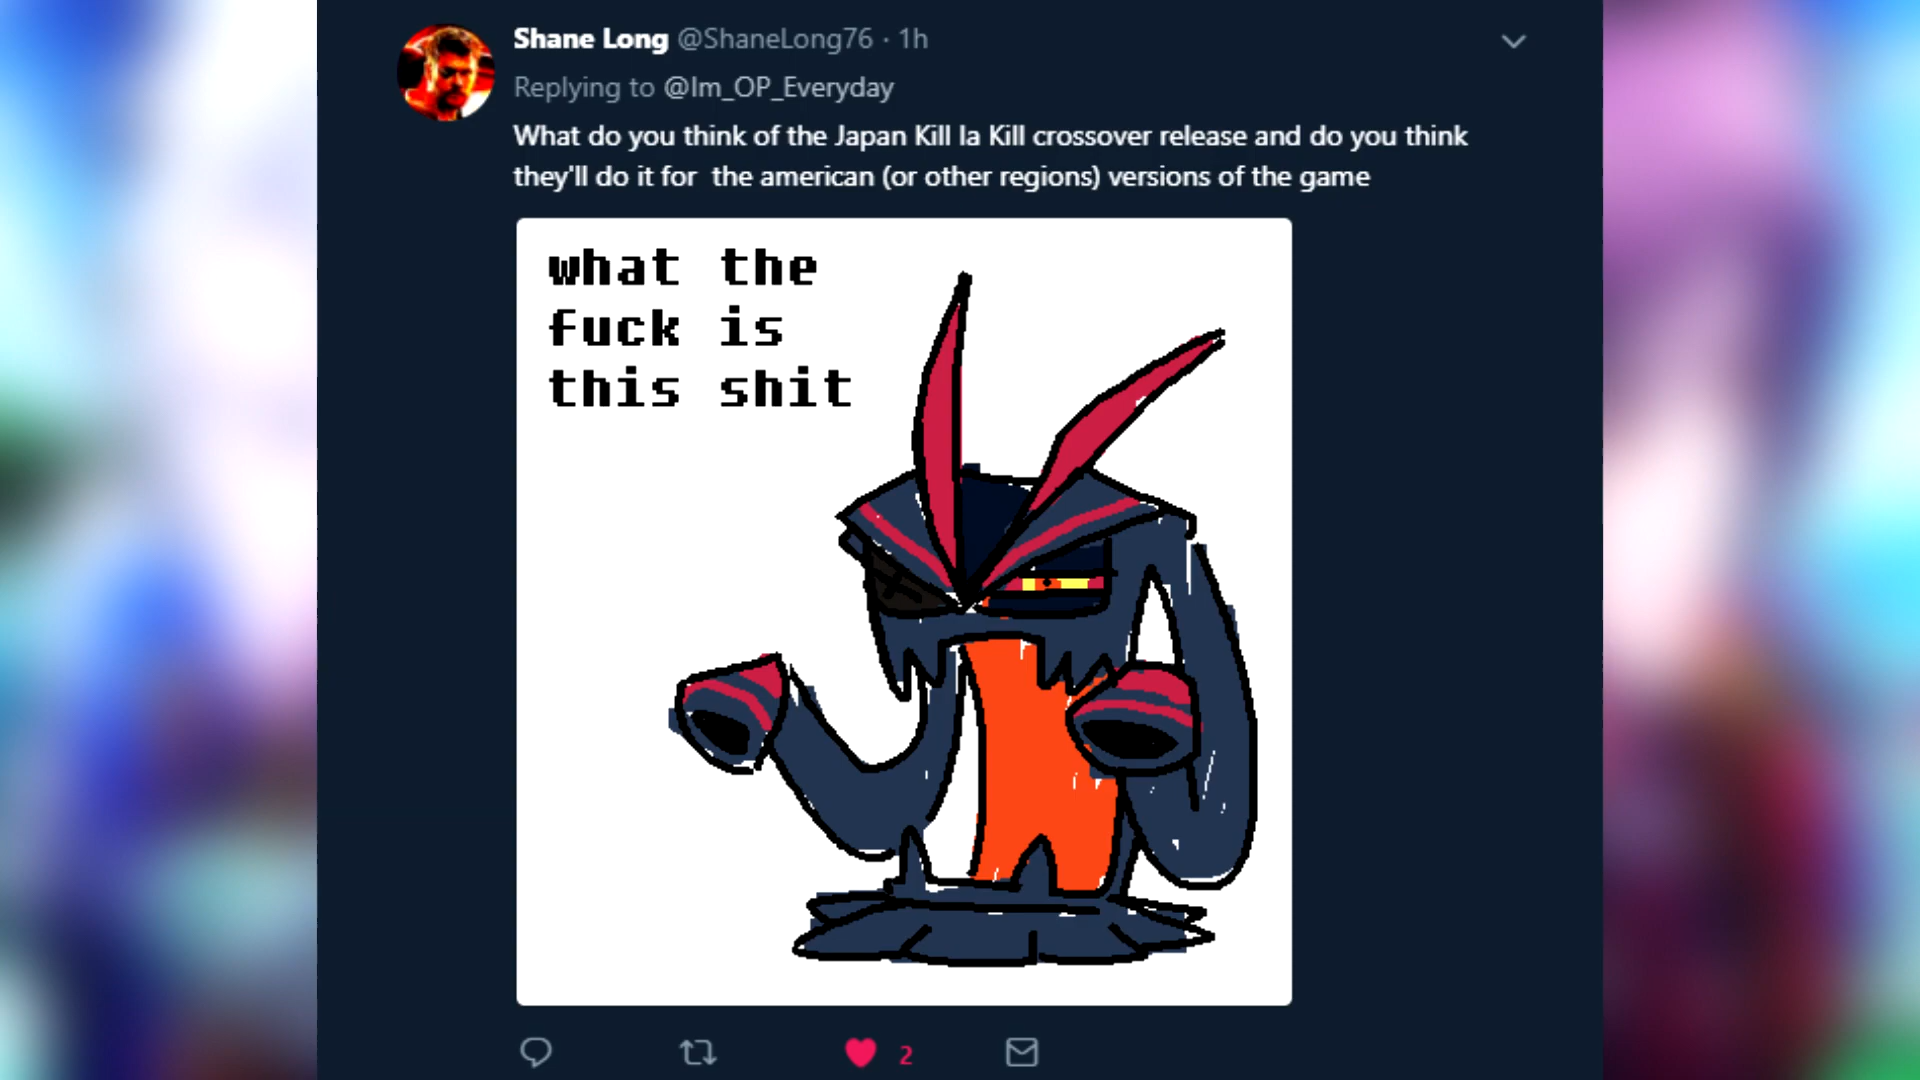 Shane Long @ShaneLong76 · 1h
Replying to @Im_OP_Everyday
What do you think of the Japan Kill la Kill crossover release and do you think
they'll do it for  the american (or other regions) versions of the game
what the
fuck is
this shit
2